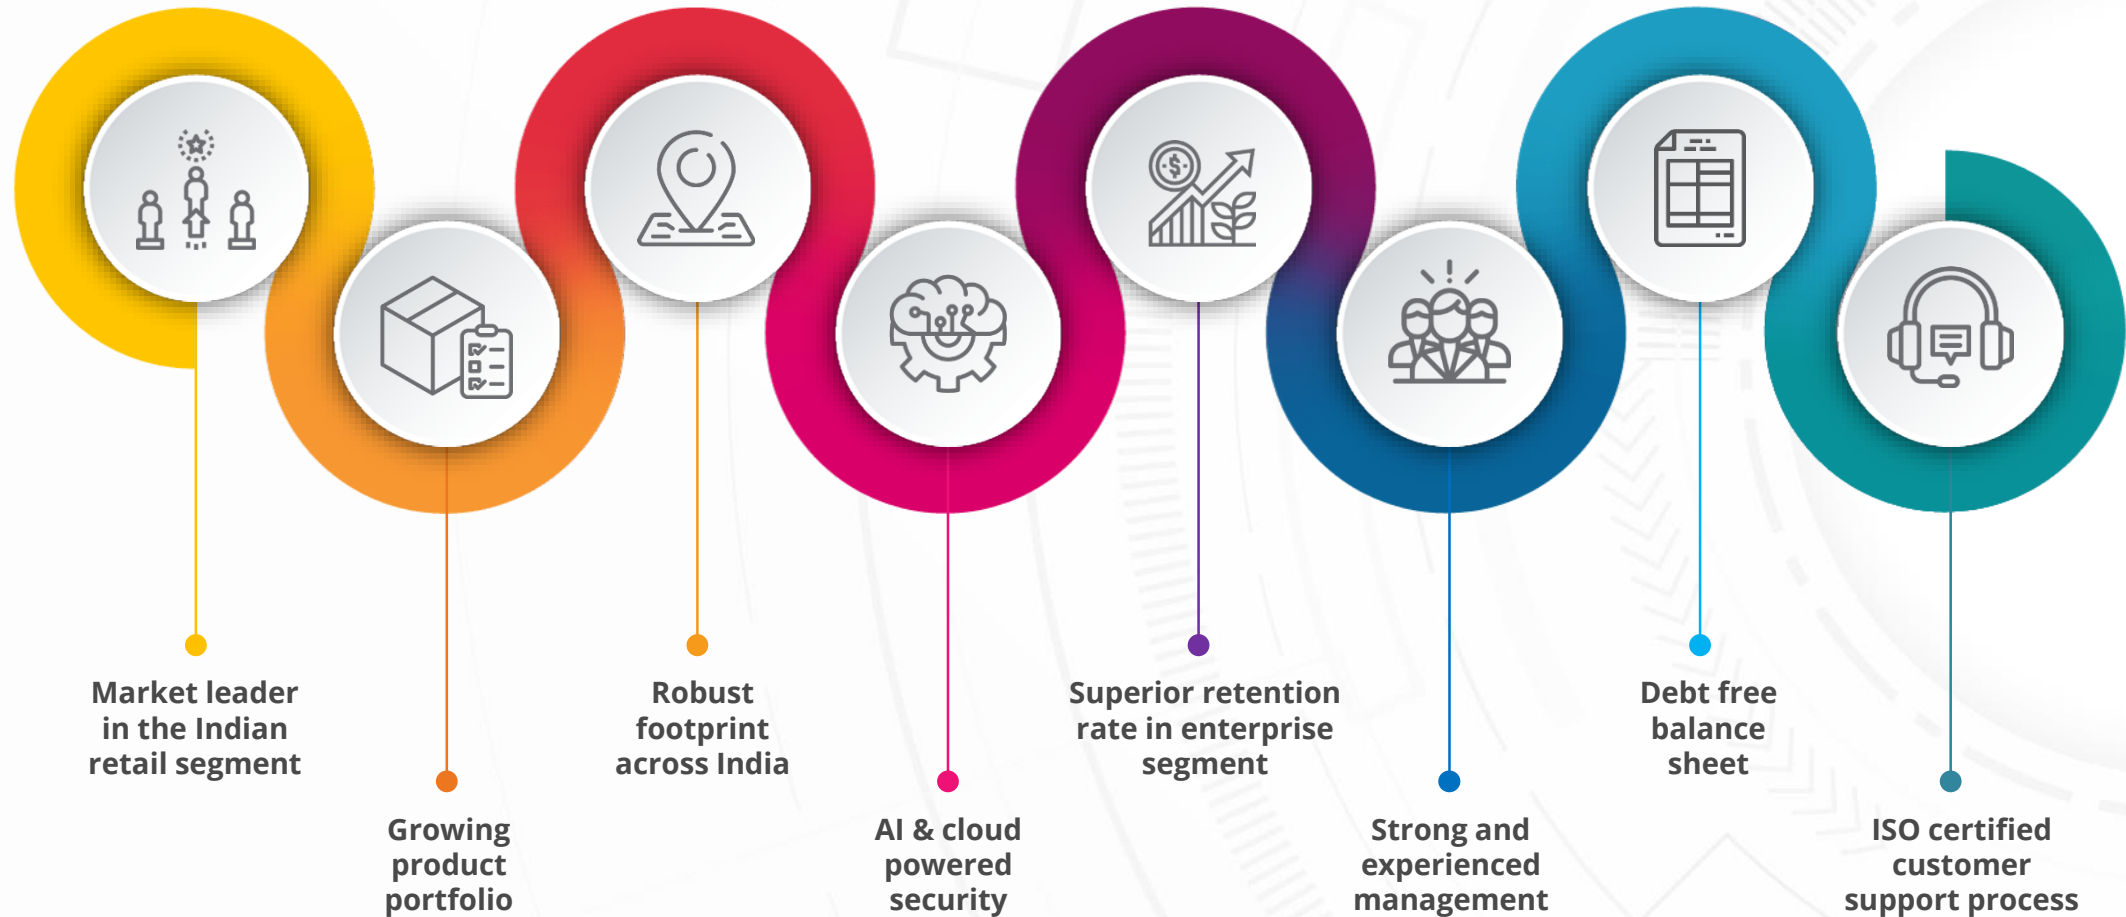 Market leader
in the Indian
retail segment
Growing
product
portfolio
Robust
footprint
across India
AI & cloud
powered
security
Superior retention
rate in enterprise
segment
Strong and
experienced
management
Debt free
balance
sheet
ISO certified
customer
support process